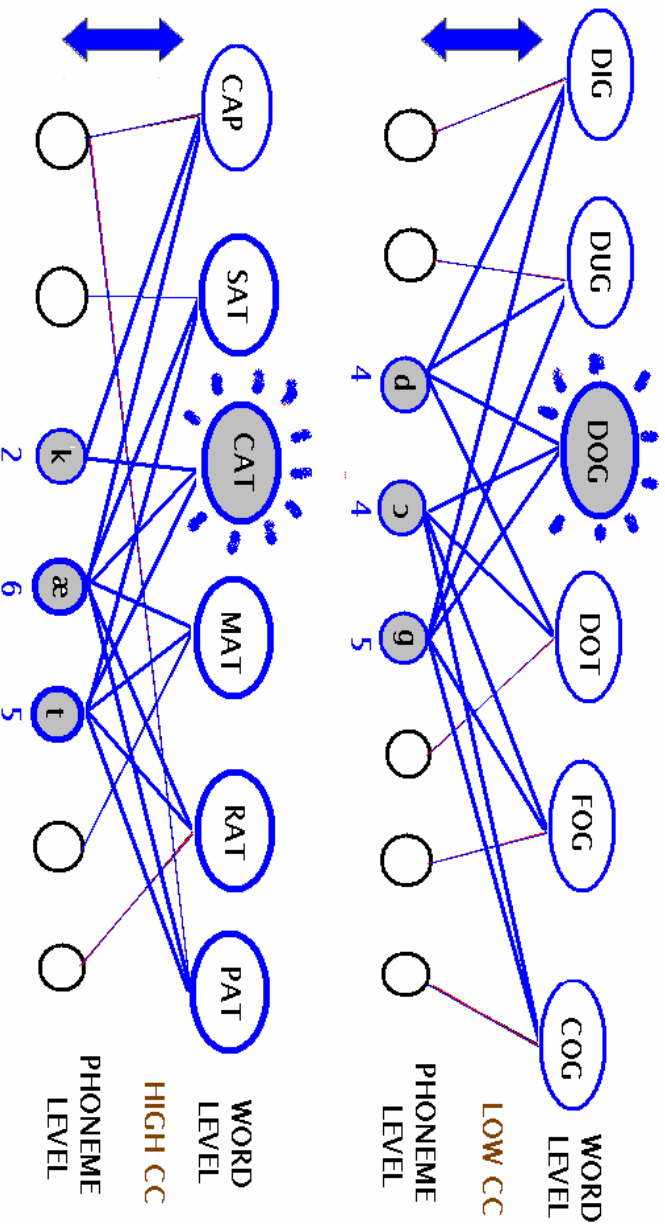 DIG DUG DOG DOT FOG COG WORD
LEVEL
LOW CC
d ɔ g PHONEME
LEVEL
4 4 5
CAP SAT CAT MAT RAT PAT WORD
LEVEL
HIGH CC
k æ t PHONEME
LEVEL
2 6 5